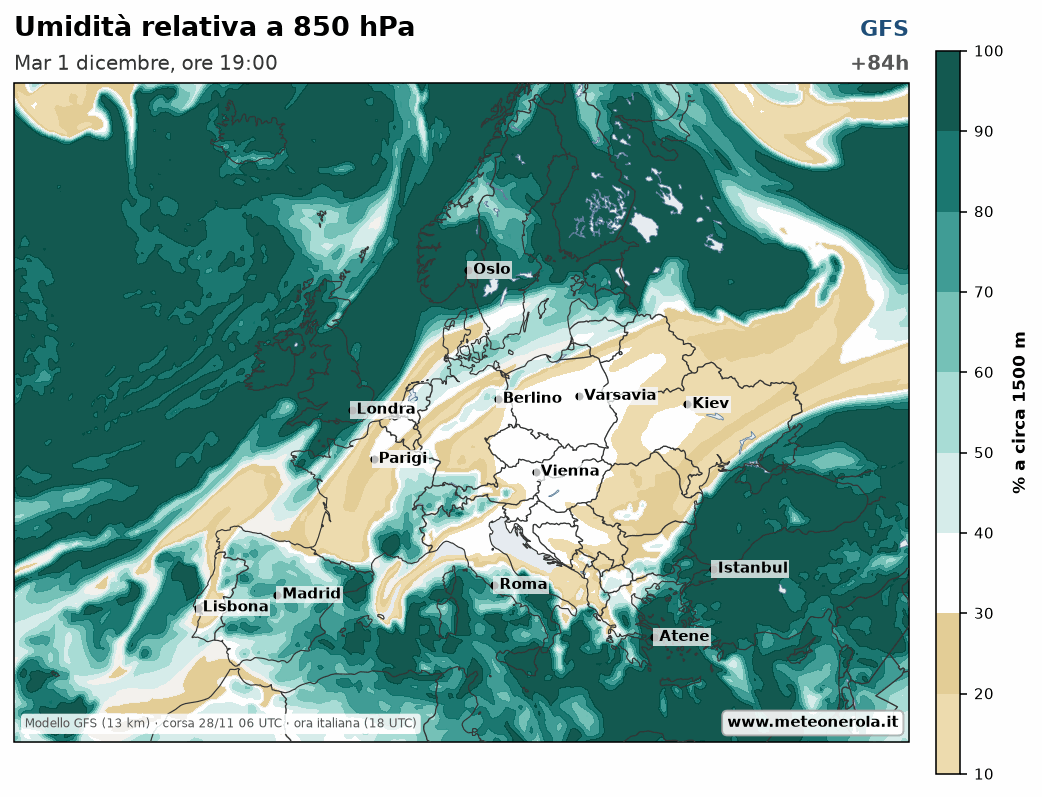 Umidità relativa a 850 hPa
GFS
Mar 1 dicembre, ore 19:00
+84h
100
90
80
70
60
50
40
30
20
10
% a circa 1500 m
Oslo
Londra
Berlino
Varsavia
Kiev
Parigi
Vienna
Istanbul
Roma
Madrid
Lisbona
Atene
Modello GFS (13 km) · corsa 28/11 06 UTC · ora italiana (18 UTC)
www.meteonerola.it